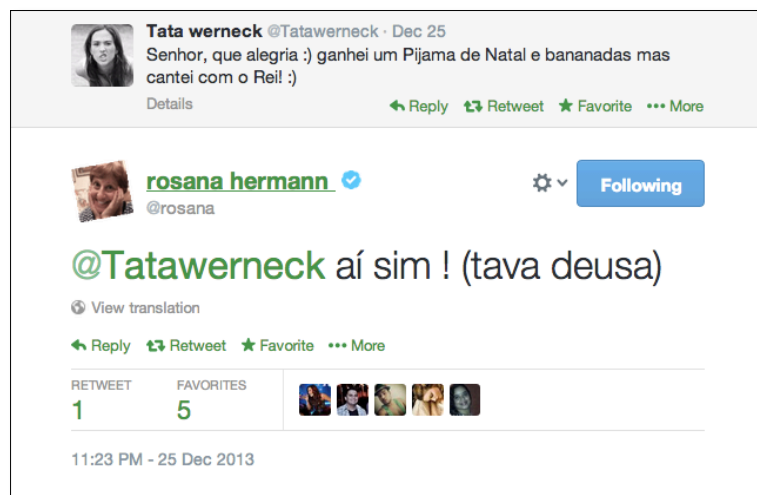 Tata werneck @Tatawerneck · Dec 25
Senhor, que alegria :) ganhei um Pijama de Natal e bananadas mas
cantei com o Rei! :)
Details Reply Retweet Favorite More
rosana hermann
@rosana
Following
@Tatawerneck aí sim ! (tava deusa)
View translation
Reply Retweet Favorite More
RETWEET FAVORITES
1 5
11:23 PM - 25 Dec 2013